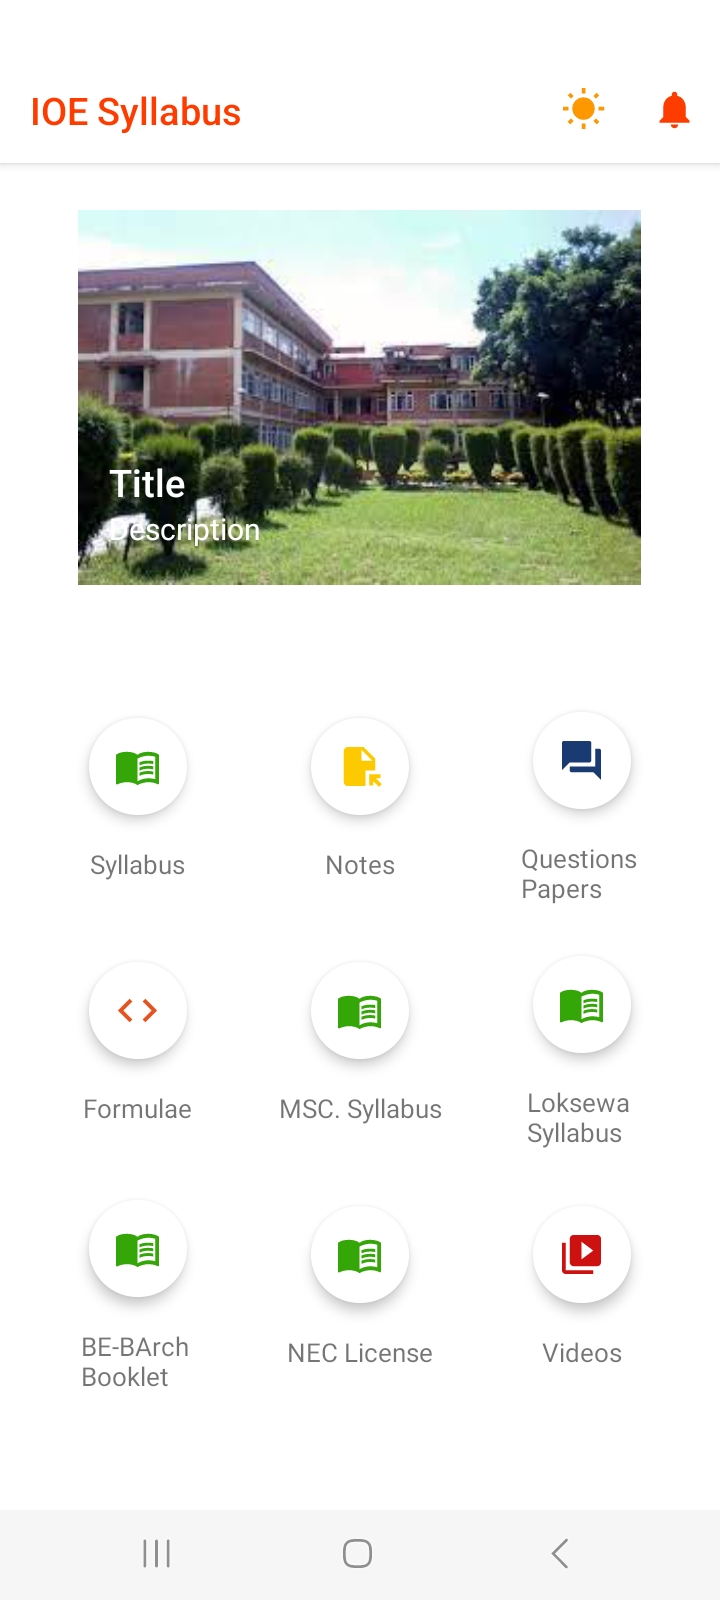 IOE Syllabus
Title
Description
Syllabus
Notes
Questions
Papers
Formulae
MSC. Syllabus
Loksewa
Syllabus
BE-BArch
Booklet
NEC License
Videos